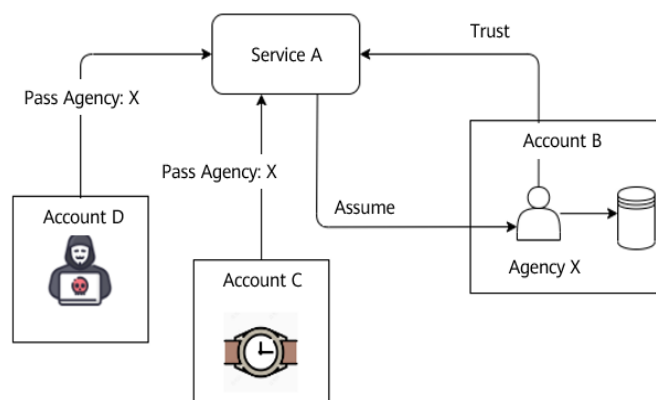 Service A
Trust
Pass Agency: X
Account B
Pass Agency: X
Assume
Account D
Agency X
Account C